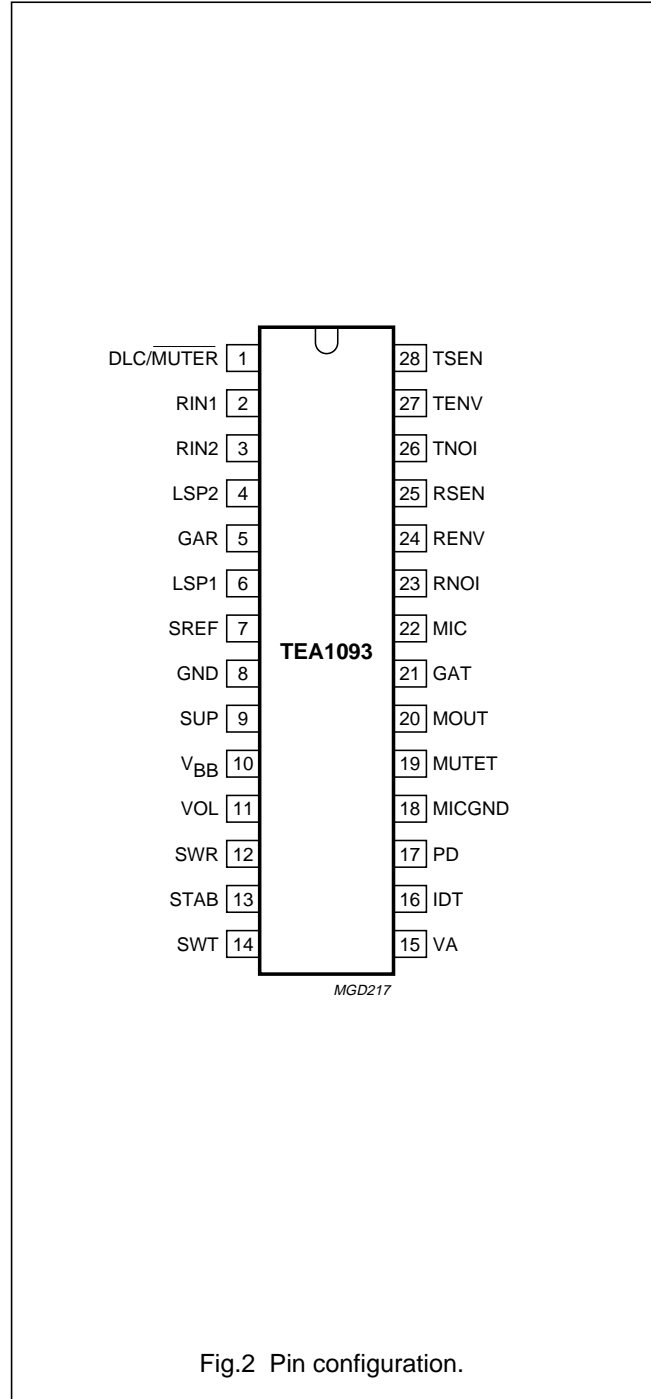 DLC/MUTER 1 28 TSEN
RIN1 2 27 TENV
RIN2 3 26 TNOI
LSP2 4 25 RSEN
GAR 5 24 RENV
LSP1 6 23 RNOI
SREF 7 22 MIC
TEA1093
GND 8 21 GAT
SUP 9 20 MOUT
VBB 10 19 MUTET
VOL 11 18 MICGND
SWR 12 17 PD
STAB 13 16 IDT
SWT 14 15 VA
MGD217
Fig.2 Pin configuration.